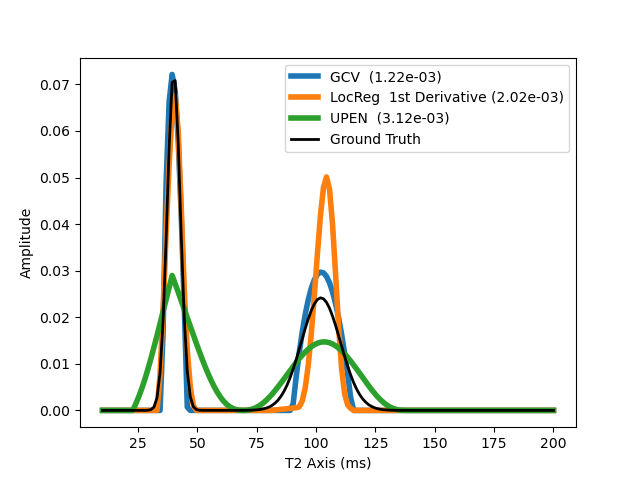 GCV  (1.22e-03)
LocReg  1st Derivative (2.02e-03)
UPEN  (3.12e-03)
Ground Truth
0.07
0.06
0.05
0.04
0.03
0.02
0.01
0.00
Amplitude
25 50 75 100 125 150 175 200
T2 Axis (ms)